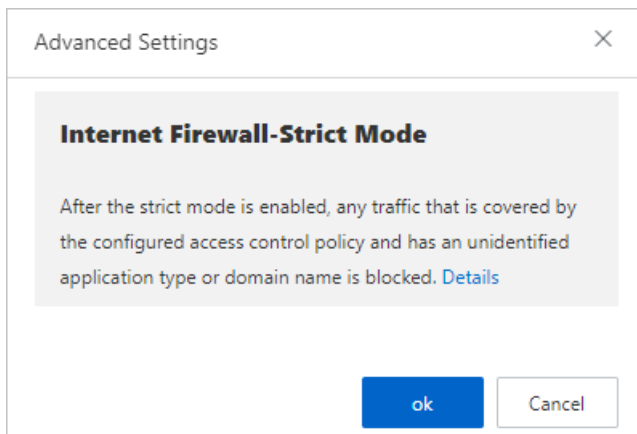 Advanced Settings
Internet Firewall-Strict Mode
After the strict mode is enabled, any traffic that is covered by
the configured access control policy and has an unidentified
application type or domain name is blocked. Details
ok
Cancel